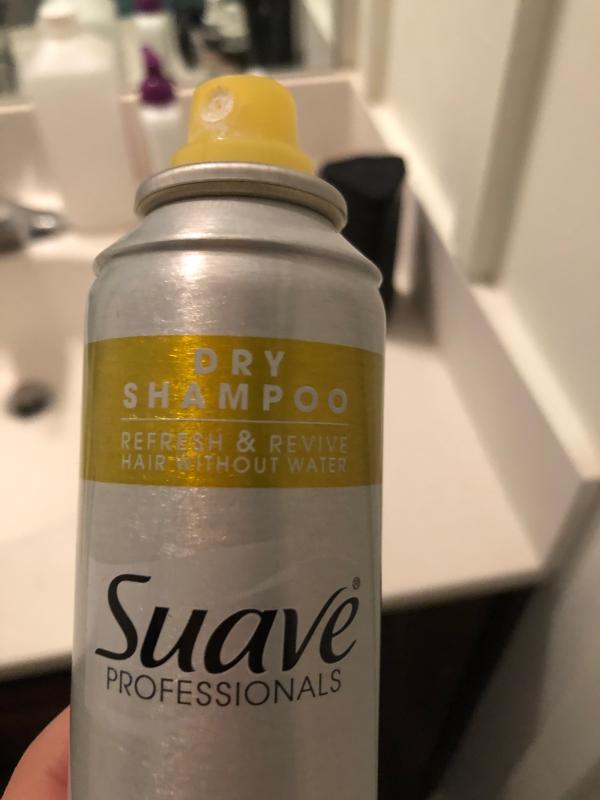 DRY
SHAMPOO
REFRESH & REVIVE
HAIR WITHOUT WATER
Suave®
PROFESSIONALS